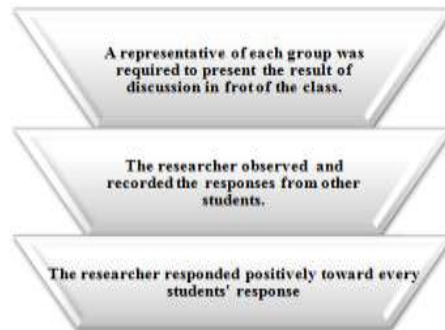 A representative of each group was
required to present the result of
discussion in frot of the class.
The researcher observed and
recorded the responses from other
students.
The researcher responded positively toward every
students' response